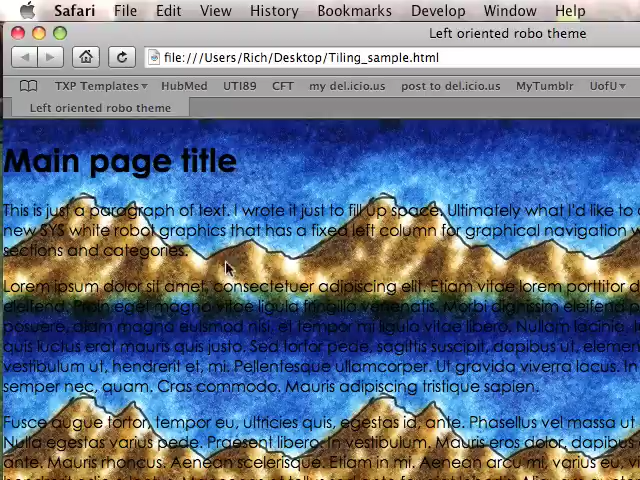 Safari File Edit View History Bookmarks Develop Window Help
Left oriented robo theme
file:///Users/Rich/Desktop/Tiling_sample.html
TXP Templates HubMed UTI89 CFT my del.icio.us post to del.icio.us MyTumblr UofU
Left oriented robo theme
Main page title
This is just a paragraph of text. I wrote it just to fill up space. Ultimately what I'd like to
new SYS white robot graphics that has a fixed left column for graphical navigation
sections and categories.
Lorem ipsum dolor sit amet, consectetuer adipiscing elit. Etiam vitae lorem porttitor
eleifend. Proin eget magna vitae ligula fringilla venenatis. Morbi dignissim eleifend
posuere, diam magna euismod nisi, et tempor mi ligula vitae libero. Nullam lacinia,
quis luctus erat mauris quis justo. Sed tortor pede, sagittis suscipit, dapibus ut,
vestibulum ut, hendrerit et, mi. Pellentesque ullamcorper. Ut gravida viverra lacus. In
semper nec, quam. Cras commodo. Mauris adipiscing tristique sapien.
Fusce augue tortor, tempor eu, ultricies quis, egestas id, ante. Phasellus vel massa ut
Nulla egestas varius pede. Praesent libero. In vestibulum. Mauris eros dolor, dapibus
ante. Mauris rhoncus. Aenean scelerisque. Etiam in mi. Aenean arcu mi, varius eu,